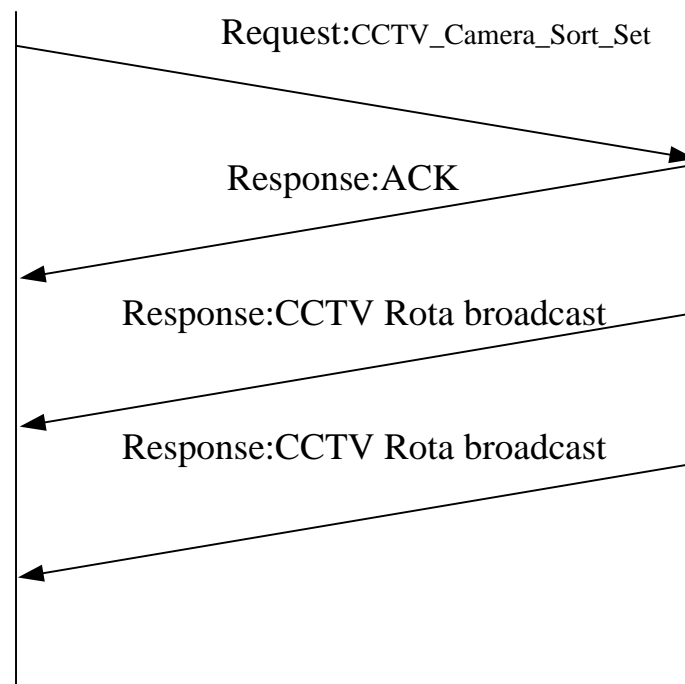 Request:CCTV_Camera_Sort_Set
Response:ACK
Response:CCTV Rota broadcast
Response:CCTV Rota broadcast